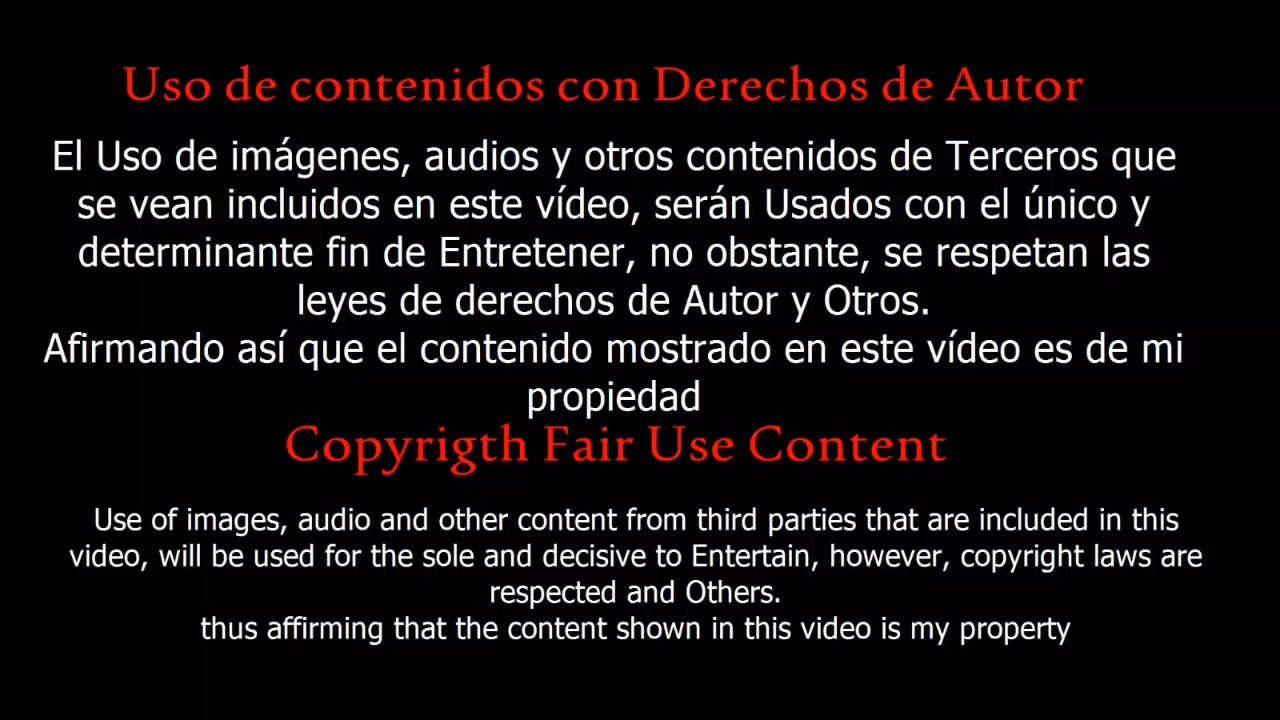 Uso de contenidos con Derechos de Autor
El Uso de imágenes, audios y otros contenidos de Terceros que
se vean incluidos en este vídeo, serán Usados con el único y
determinante fin de Entretener, no obstante, se respetan las
leyes de derechos de Autor y Otros.
Afirmando así que el contenido mostrado en este vídeo es de mi
propiedad
Copyrigth Fair Use Content
Use of images, audio and other content from third parties that are included in this
video, will be used for the sole and decisive to Entertain, however, copyright laws are
respected and Others.
thus affirming that the content shown in this video is my property